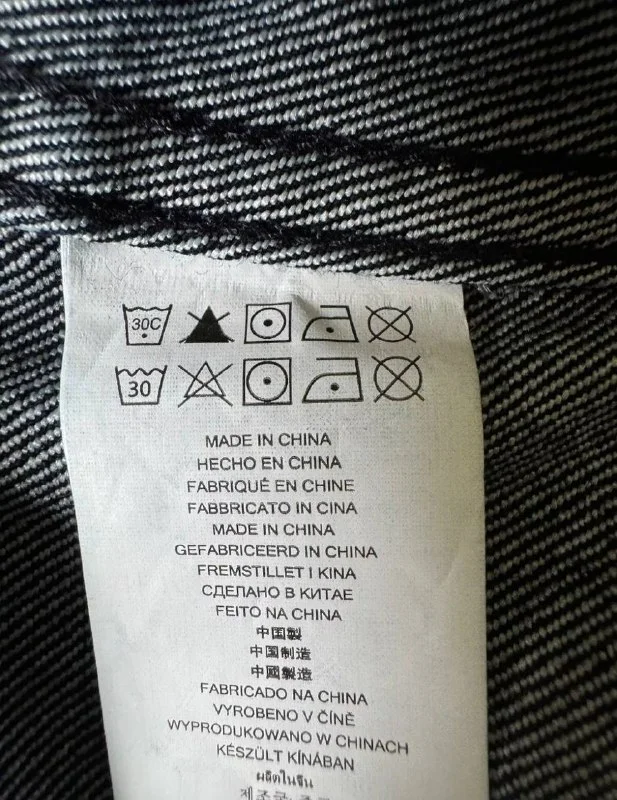 30C
30
MADE IN CHINA
HECHO EN CHINA
FABRIQUÉ EN CHINE
FABBRICATO IN CINA
MADE IN CHINA
GEFABRICEERD IN CHINA
FREMSTILLET I KINA
СДЕЛАНО В КИТАЕ
FEITO NA CHINA
中国製
中国制造
中國製造
FABRICADO NA CHINA
VYROBENO V ČÍNĚ
WYPRODUKOWANO W CHINACH
KÉSZÜLT KÍNÁBAN
ผลิตในจีน